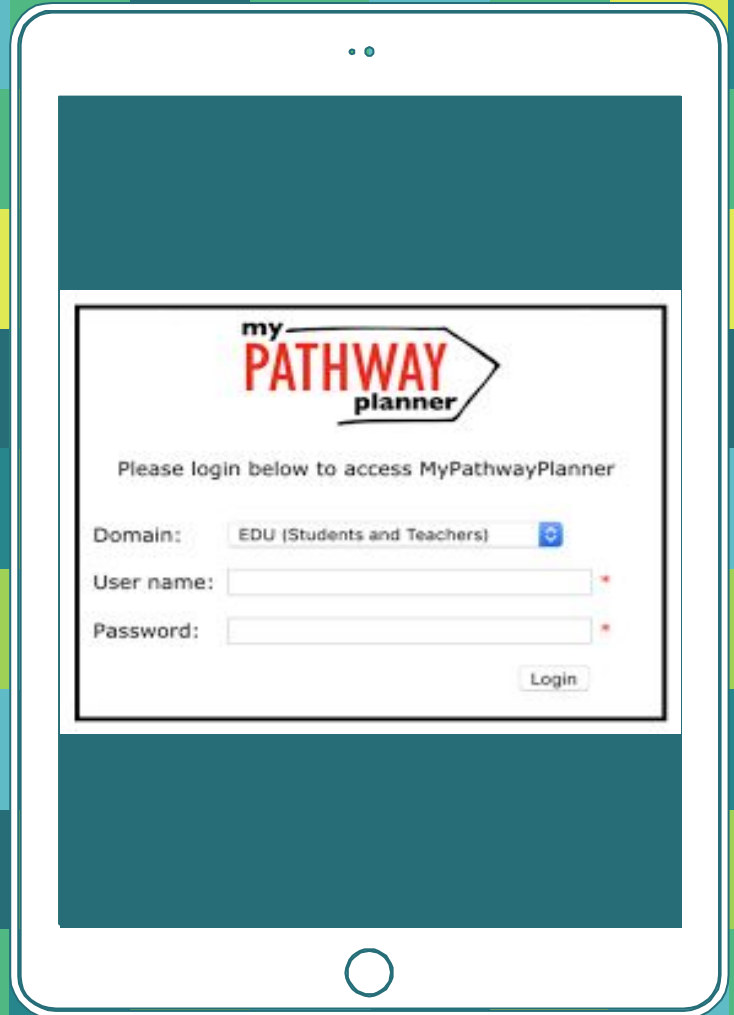 my
PATHWAY
planner
Please login below to access MyPathwayPlanner
Domain: EDU (Students and Teachers)
User name: *
Password: *
Login